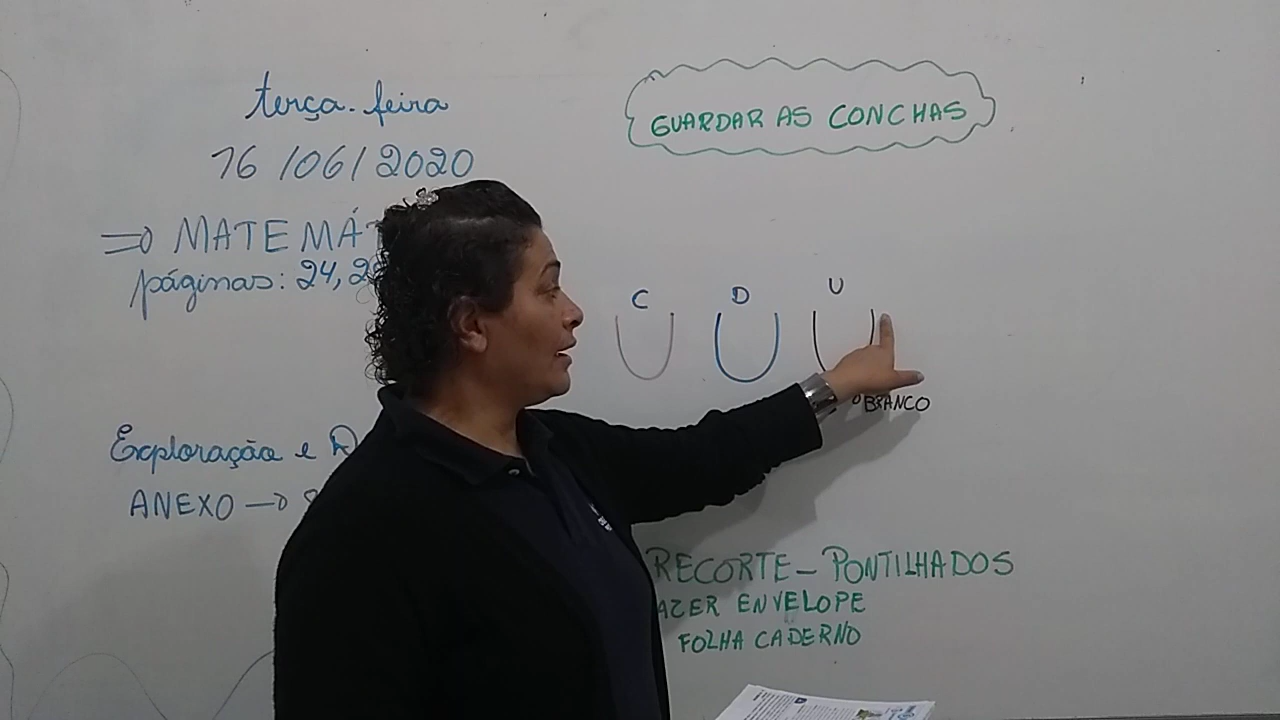 terça-feira
16/06/2020
=> MATEMÁ
páginas: 24,
Exploração e
ANEXO →
GUARDAR AS CONCHAS
C D U
BRANCO
RECORTE - PONTILHADOS
AZER ENVELOPE
FOLHA CADERNO